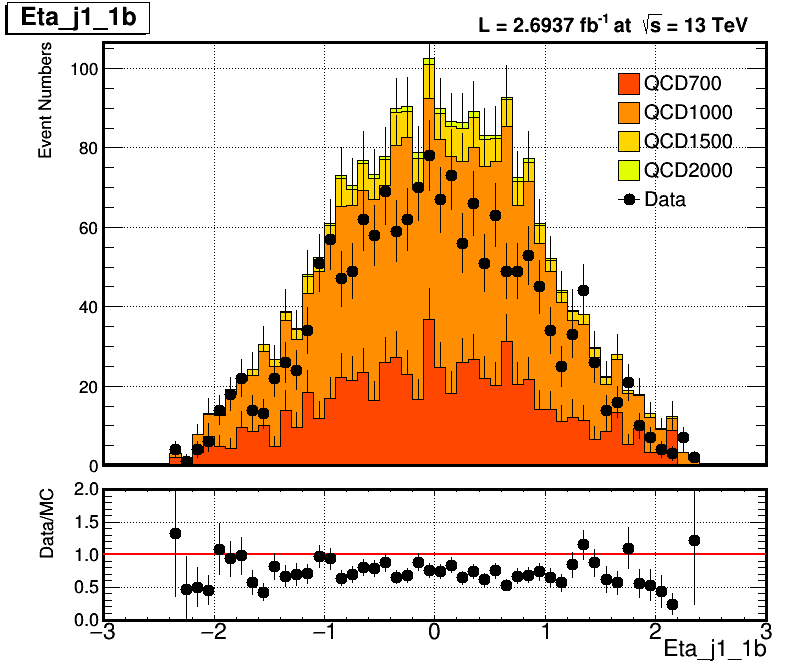 Eta_j1_1b
L = 2.6937 fb-1 at √s = 13 TeV
Event Numbers
100
80
60
40
20
0
QCD700
QCD1000
QCD1500
QCD2000
Data
Data/MC
2.0
1.5
1.0
0.5
0.0
−3 −2 −1 0 1 2 3
Eta_j1_1b